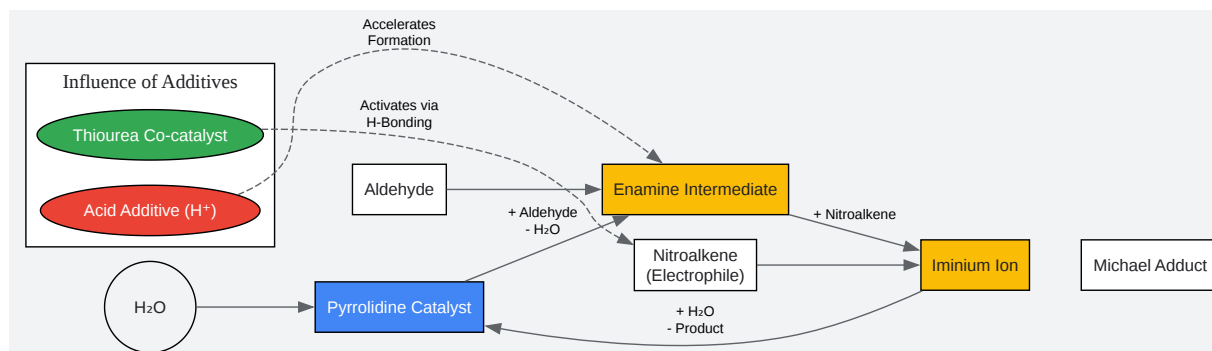 Accelerates
Formation
Influence of Additives
Thiourea Co-catalyst
Activates via
H-Bonding
Acid Additive (H⁺)
Aldehyde
Enamine Intermediate
+ Aldehyde
- H₂O
+ Nitroalkene
Nitroalkene
(Electrophile)
Iminium Ion
Michael Adduct
H₂O
Pyrrolidine Catalyst
+ H₂O
- Product